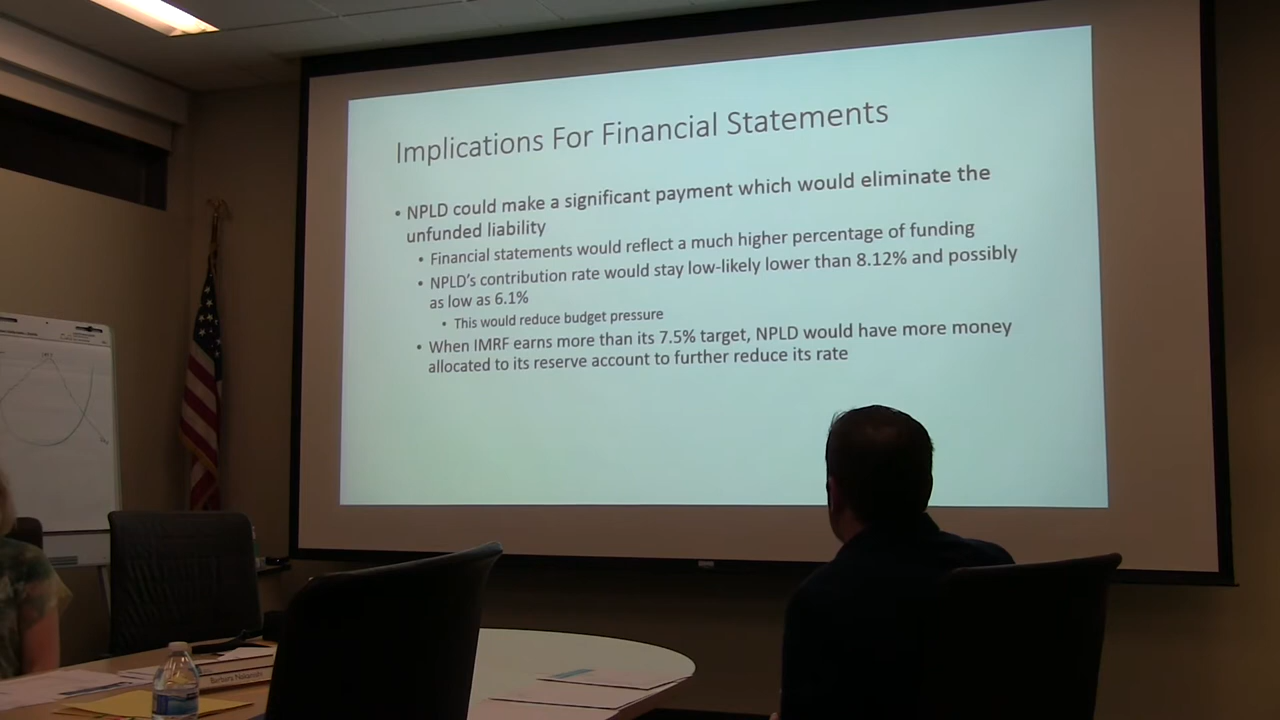 Implications For Financial Statements
• NPLD could make a significant payment which would eliminate the
unfunded liability
• Financial statements would reflect a much higher percentage of funding
• NPLD's contribution rate would stay low-likely lower than 8.12% and possibly
as low as 6.1%
• This would reduce budget pressure
• When IMRF earns more than its 7.5% target, NPLD would have more money
allocated to its reserve account to further reduce its rate
Barbara